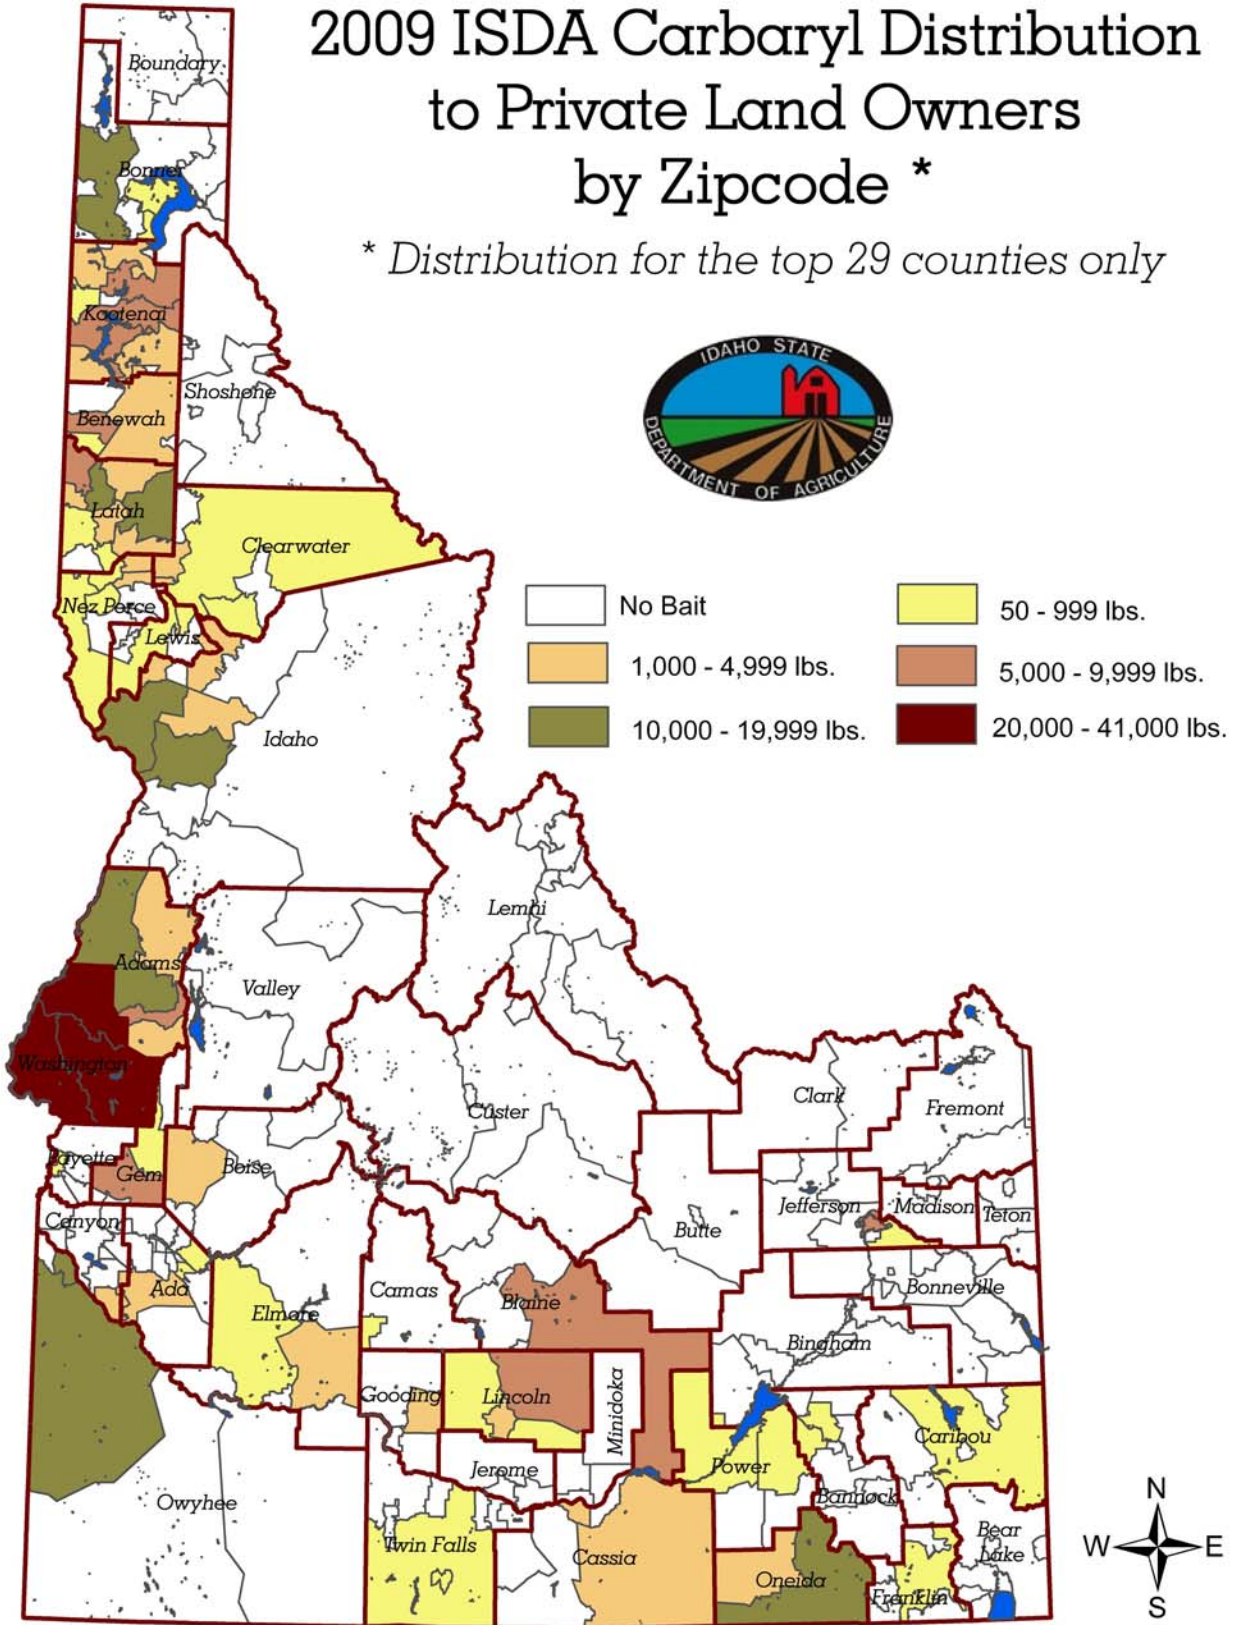 2009 ISDA Carbaryl Distribution
to Private Land Owners
by Zipcode *
* Distribution for the top 29 counties only
IDAHO STATE
DEPARTMENT OF AGRICULTURE
No Bait
50 - 999 lbs.
1,000 - 4,999 lbs.
5,000 - 9,999 lbs.
10,000 - 19,999 lbs.
20,000 - 41,000 lbs.
Boundary
Bonner
Kootenai
Shoshone
Benewah
Latah
Clearwater
Nez Perce
Lewis
Idaho
Lemhi
Adams
Valley
Washington
Custer
Clark
Fremont
Payette
Gem
Boise
Jefferson
Madison
Teton
Canyon
Butte
Ada
Camas
Blaine
Bonneville
Elmore
Bingham
Gooding
Lincoln
Minidoka
Caribou
Jerome
Power
Owyhee
Bannock
Twin Falls
Cassia
Bear
Lake
Oneida
Franklin
N
W
E
S